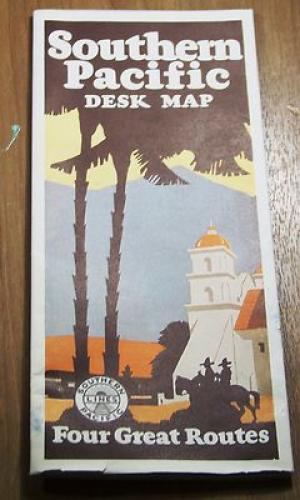 Southern
Pacific
DESK MAP
SOUTHERN
LINES
PACIFIC
Four Great Routes